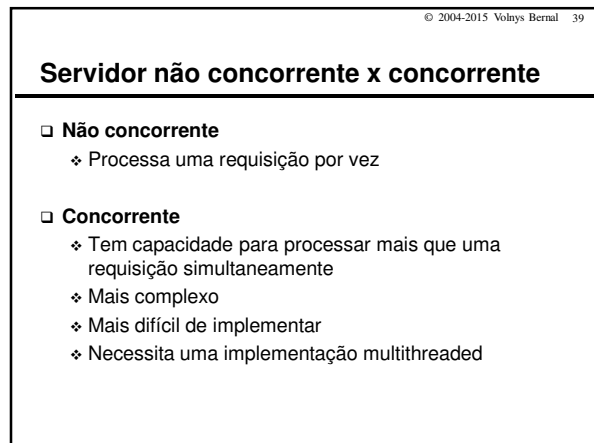 © 2004-2015 Volnys Bernal 39
Servidor não concorrente x concorrente
❑ Não concorrente
❖ Processa uma requisição por vez
❑ Concorrente
❖ Tem capacidade para processar mais que uma
requisição simultaneamente
❖ Mais complexo
❖ Mais difícil de implementar
❖ Necessita uma implementação multithreaded